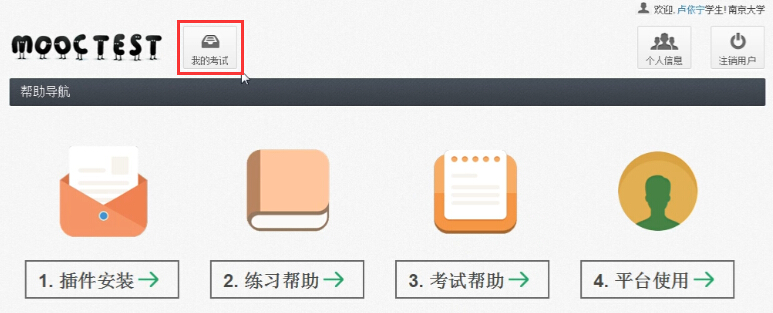 欢迎, 卢依宁学生! 南京大学
MOOCTEST
我的考试
个人信息
注销用户
帮助导航
1. 插件安装
2. 练习帮助
3. 考试帮助
4. 平台使用